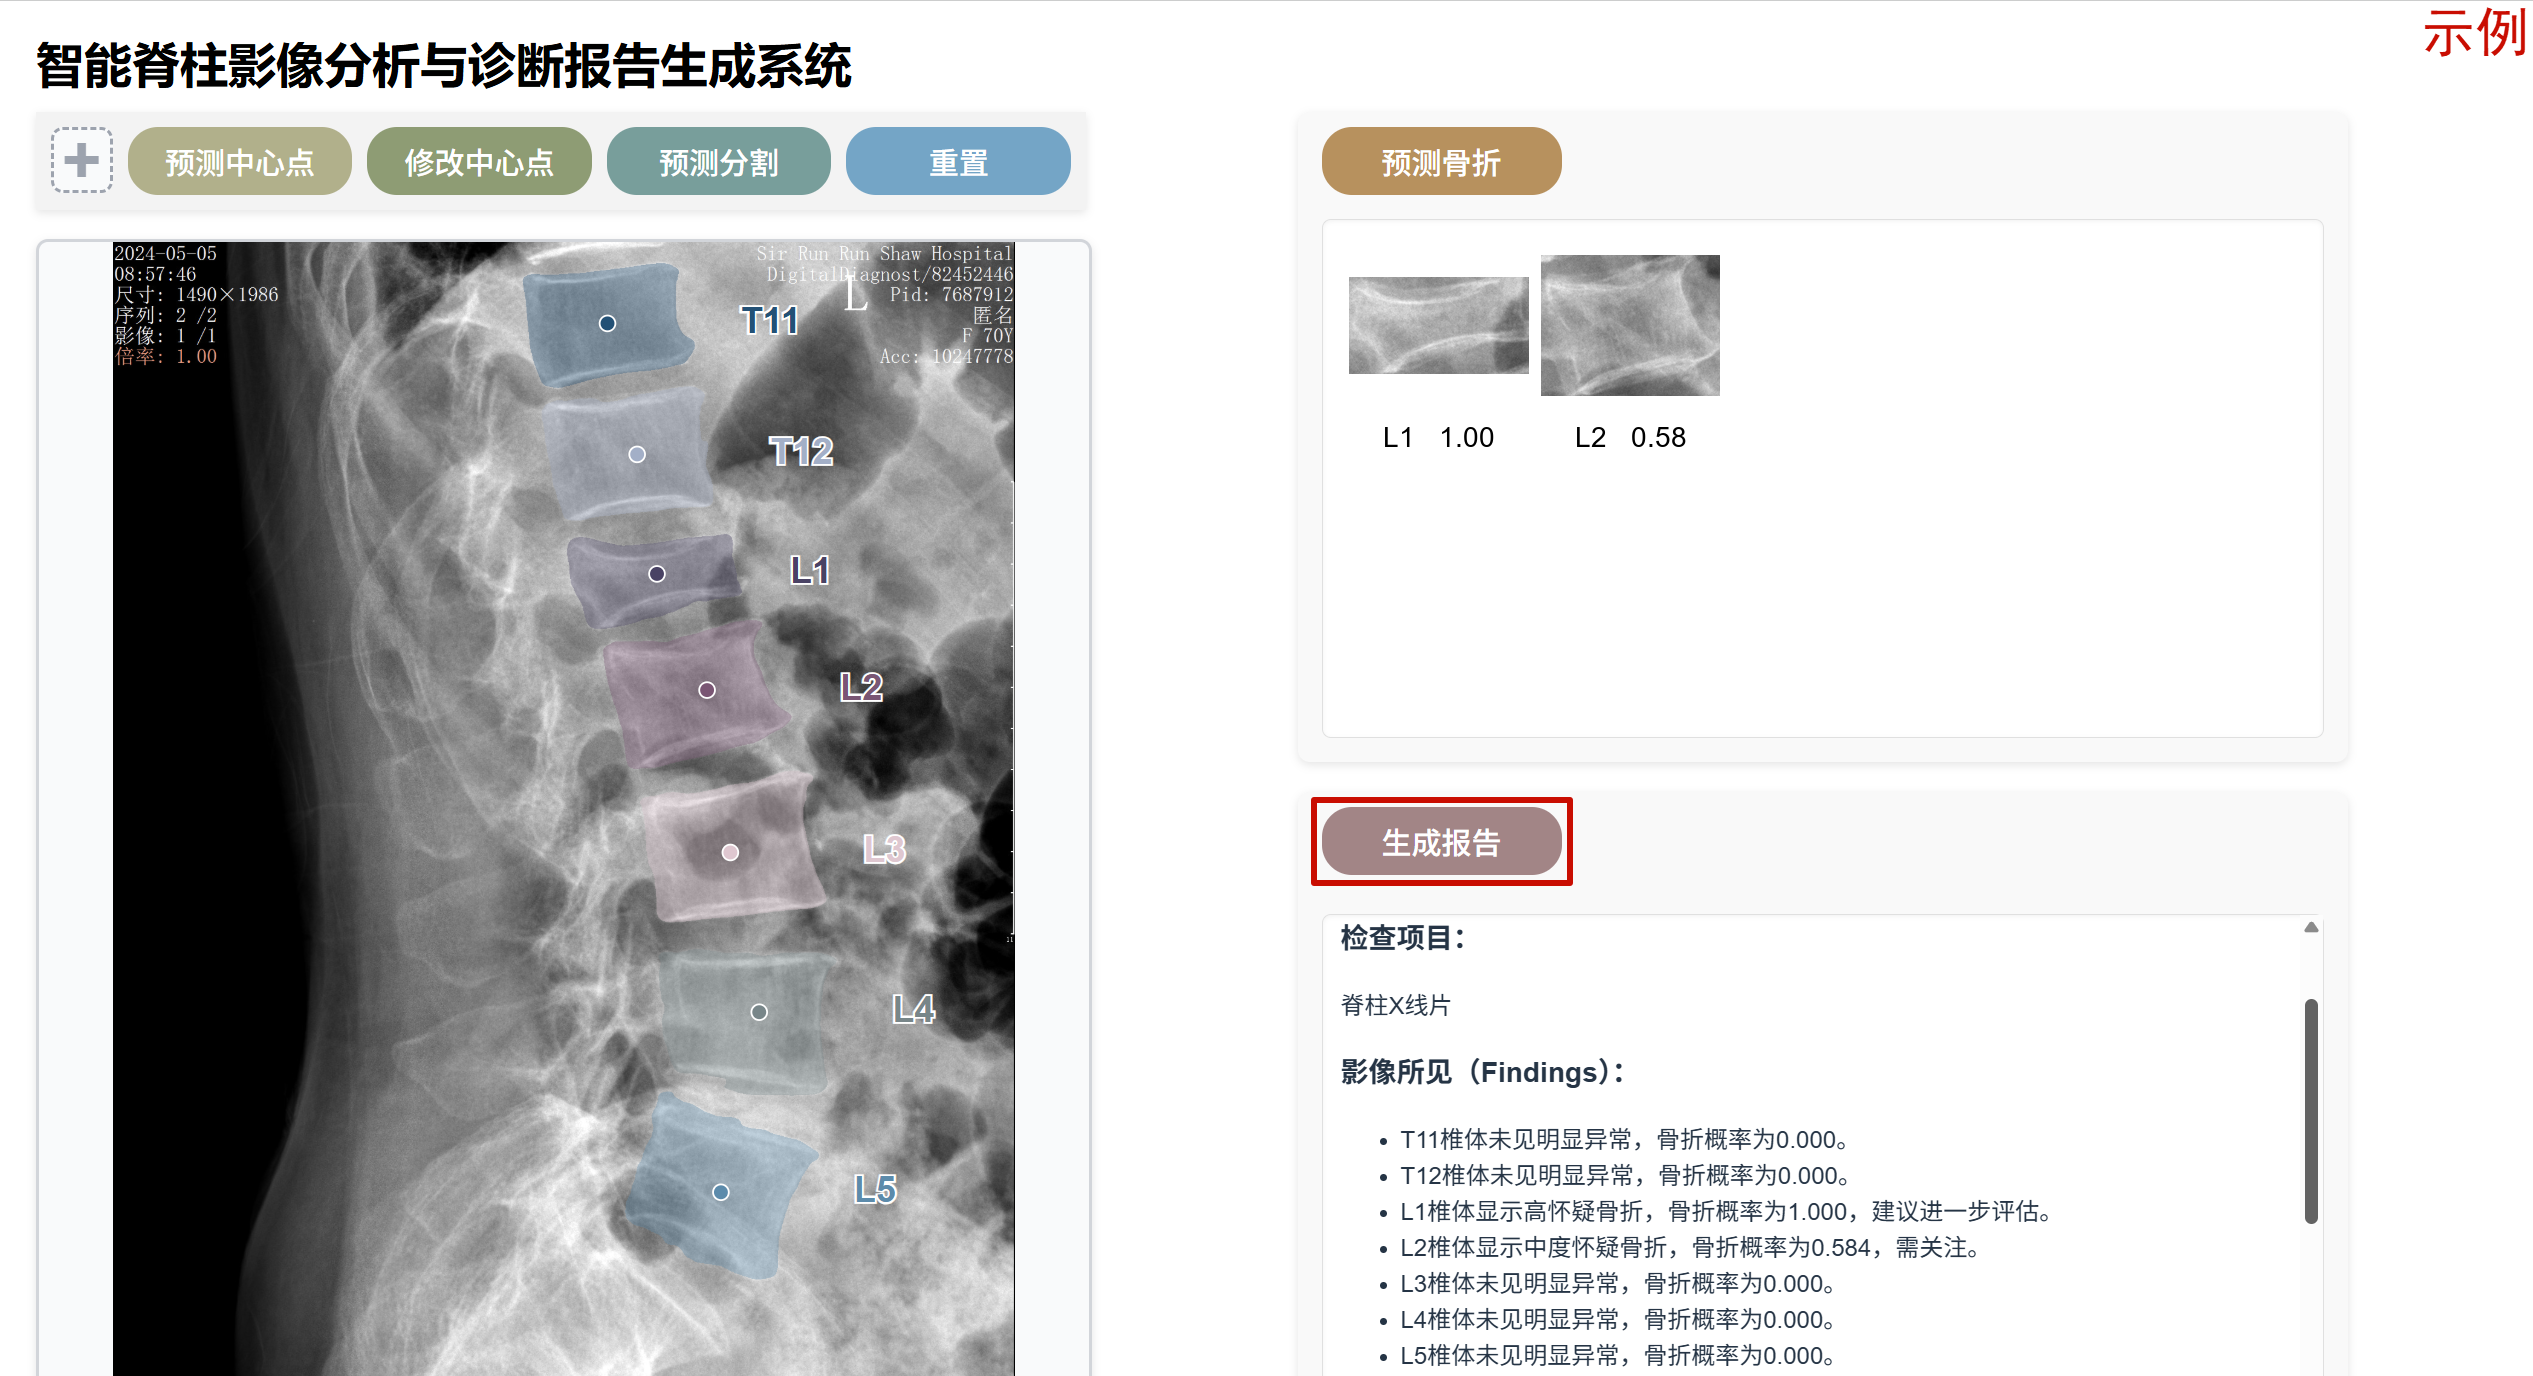 示例
智能脊柱影像分析与诊断报告生成系统
预测中心点
修改中心点
预测分割
重置
2024-05-05
08:57:46
尺寸: 1490×1986
序列: 2 /2
影像: 1 /1
倍率: 1.00
Sir Run Run Shaw Hospital
DigitalDiagnost/82452446
Pid: 7687912
匿名
F 70Y
Acc: 10247778
L
T11
T12
L1
L2
L3
L4
L5
预测骨折
L1 1.00
L2 0.58
生成报告
检查项目：
脊柱X线片
影像所见（Findings）：
• T11椎体未见明显异常，骨折概率为0.000。
• T12椎体未见明显异常，骨折概率为0.000。
• L1椎体显示高怀疑骨折，骨折概率为1.000，建议进一步评估。
• L2椎体显示中度怀疑骨折，骨折概率为0.584，需关注。
• L3椎体未见明显异常，骨折概率为0.000。
• L4椎体未见明显异常，骨折概率为0.000。
• L5椎体未见明显异常，骨折概率为0.000。